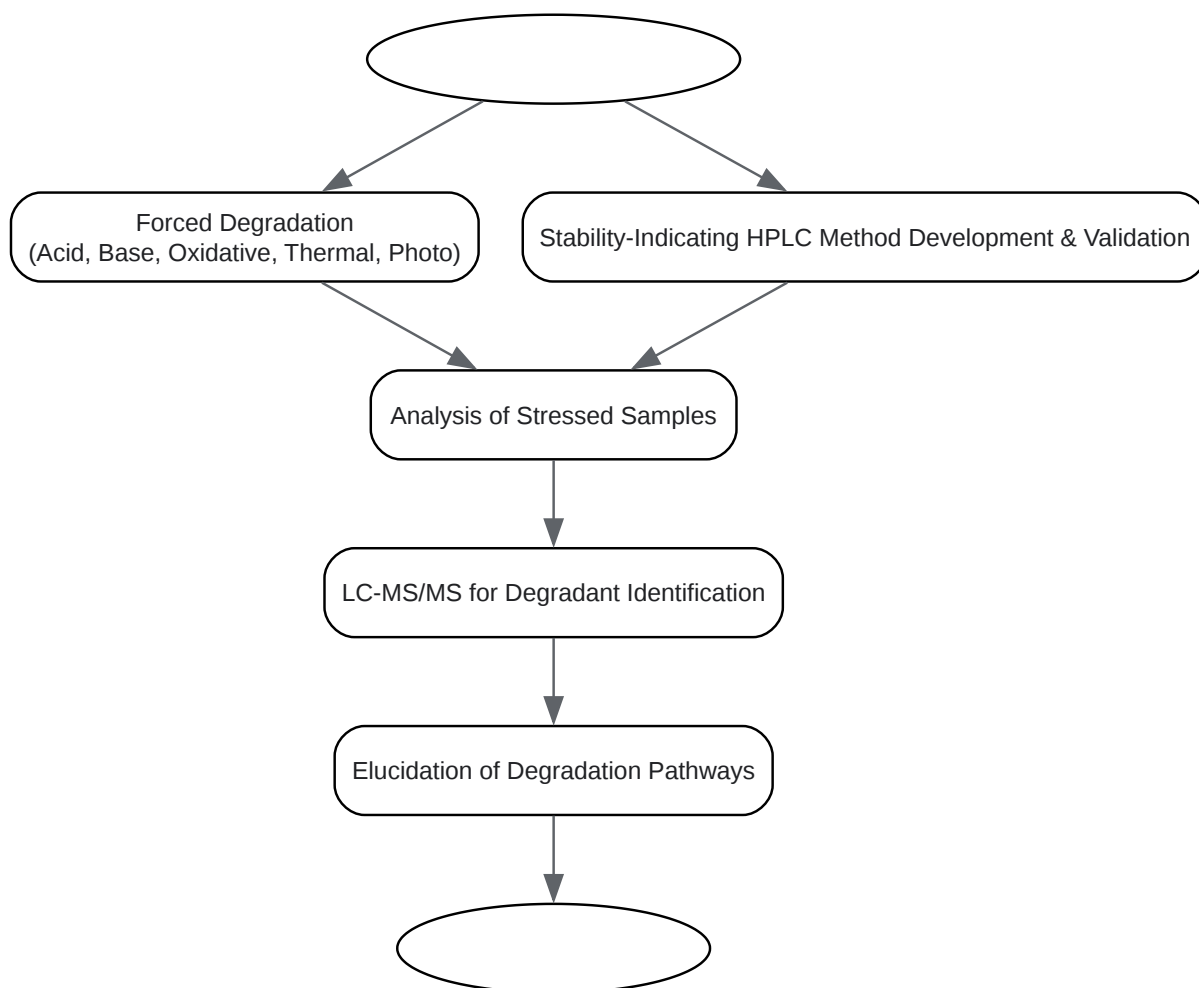 Forced Degradation
(Acid, Base, Oxidative, Thermal, Photo)
Stability-Indicating HPLC Method Development & Validation
Analysis of Stressed Samples
LC-MS/MS for Degradant Identification
Elucidation of Degradation Pathways